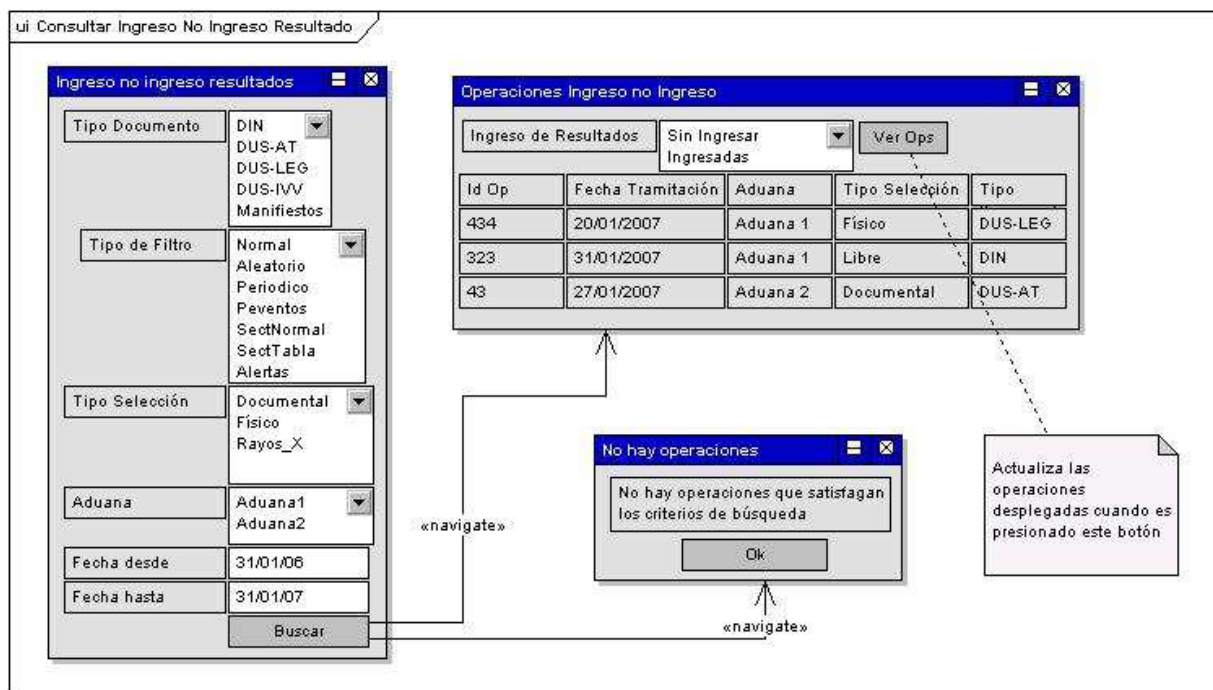 ui Consultar Ingreso No Ingreso Resultado
Ingreso no ingreso resultados
Tipo Documento
DIN
DUS-AT
DUS-LEG
DUS-IVV
Manifiestos
Tipo de Filtro
Normal
Aleatorio
Periodico
Peventos
SectNormal
SectTabla
Alertas
Tipo Selección
Documental
Físico
Rayos_X
Aduana
Aduana1
Aduana2
Fecha desde
31/01/06
Fecha hasta
31/01/07
Buscar
Operaciones Ingreso no Ingreso
Ingreso de Resultados
Sin Ingresar
Ingresadas
Ver Ops
Id Op Fecha Tramitación Aduana Tipo Selección Tipo
434 20/01/2007 Aduana 1 Físico DUS-LEG
323 31/01/2007 Aduana 1 Libre DIN
43 27/01/2007 Aduana 2 Documental DUS-AT
«navigate»
No hay operaciones
No hay operaciones que satisfagan
los criterios de búsqueda
Ok
«navigate»
Actualiza las
operaciones
desplegadas cuando es
presionado este botón